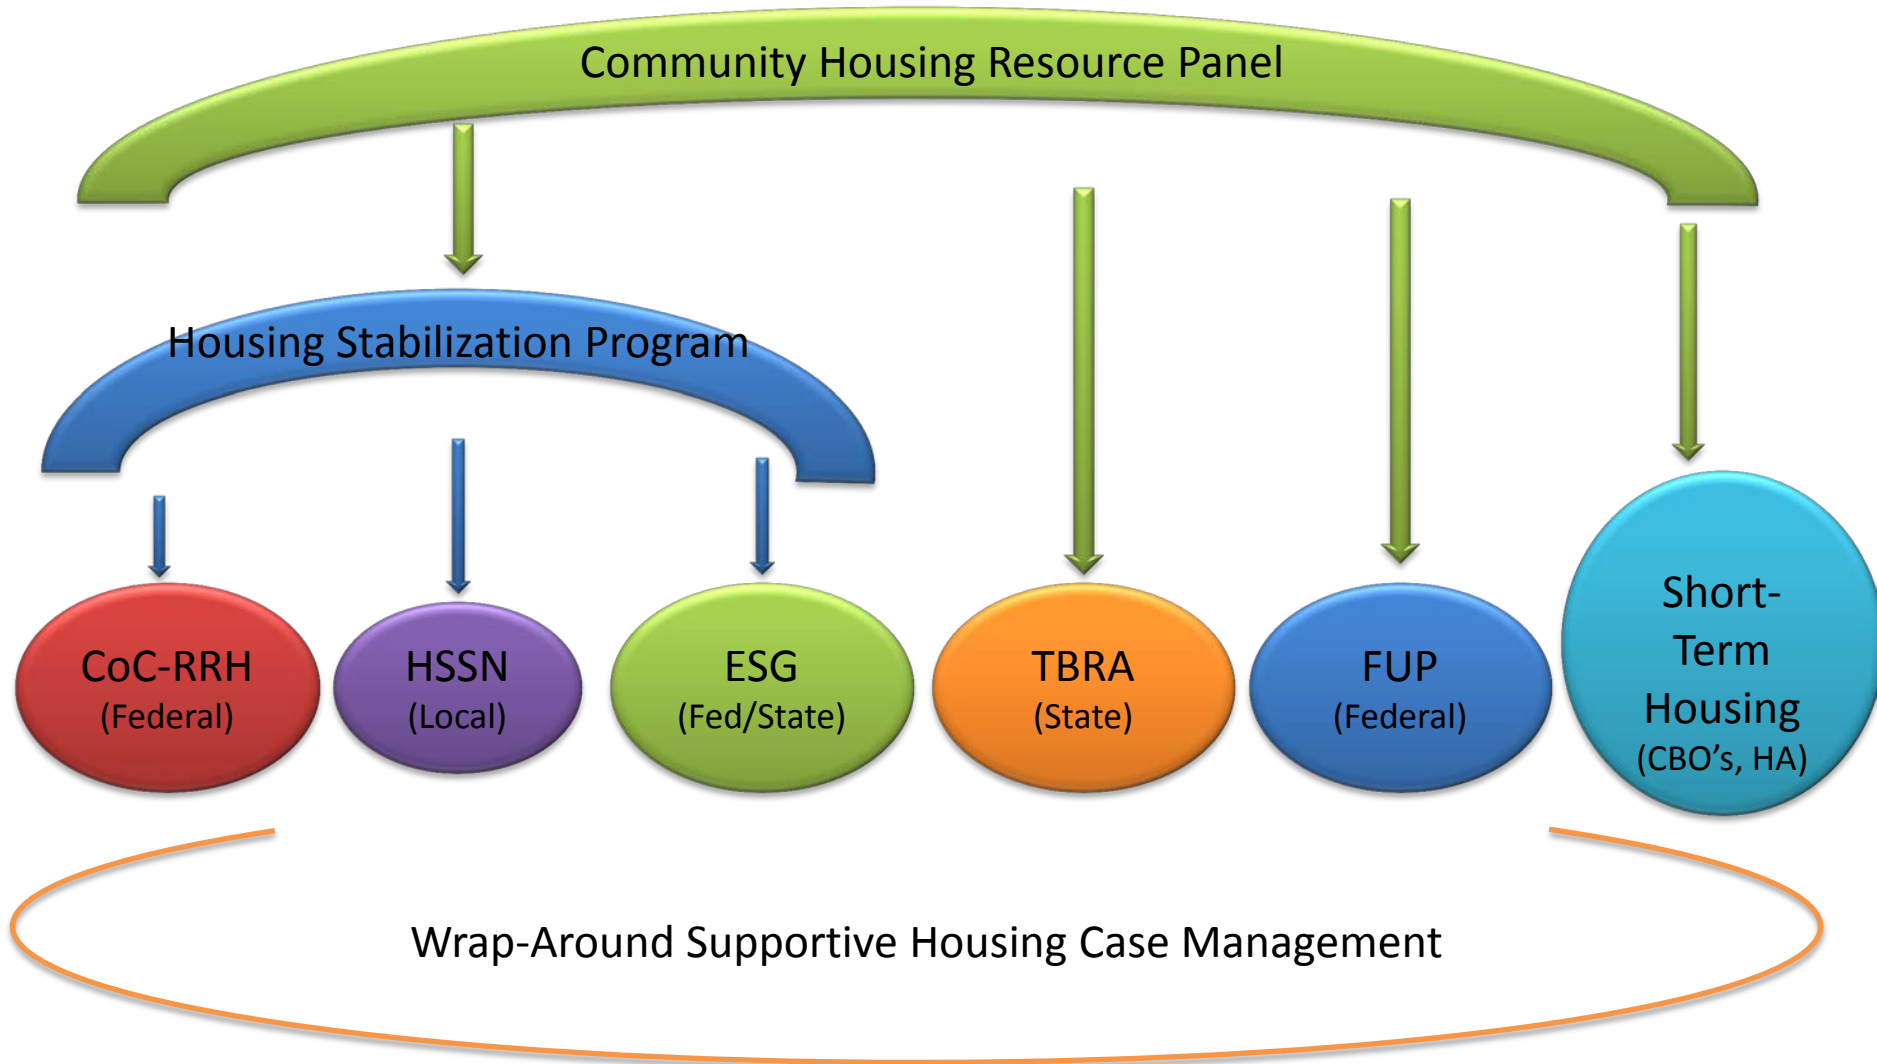 Community Housing Resource Panel
Housing Stabilization Program
CoC-RRH
(Federal)
HSSN
(Local)
ESG
(Fed/State)
TBRA
(State)
FUP
(Federal)
Short-
Term
Housing
(CBO’s, HA)
Wrap-Around Supportive Housing Case Management